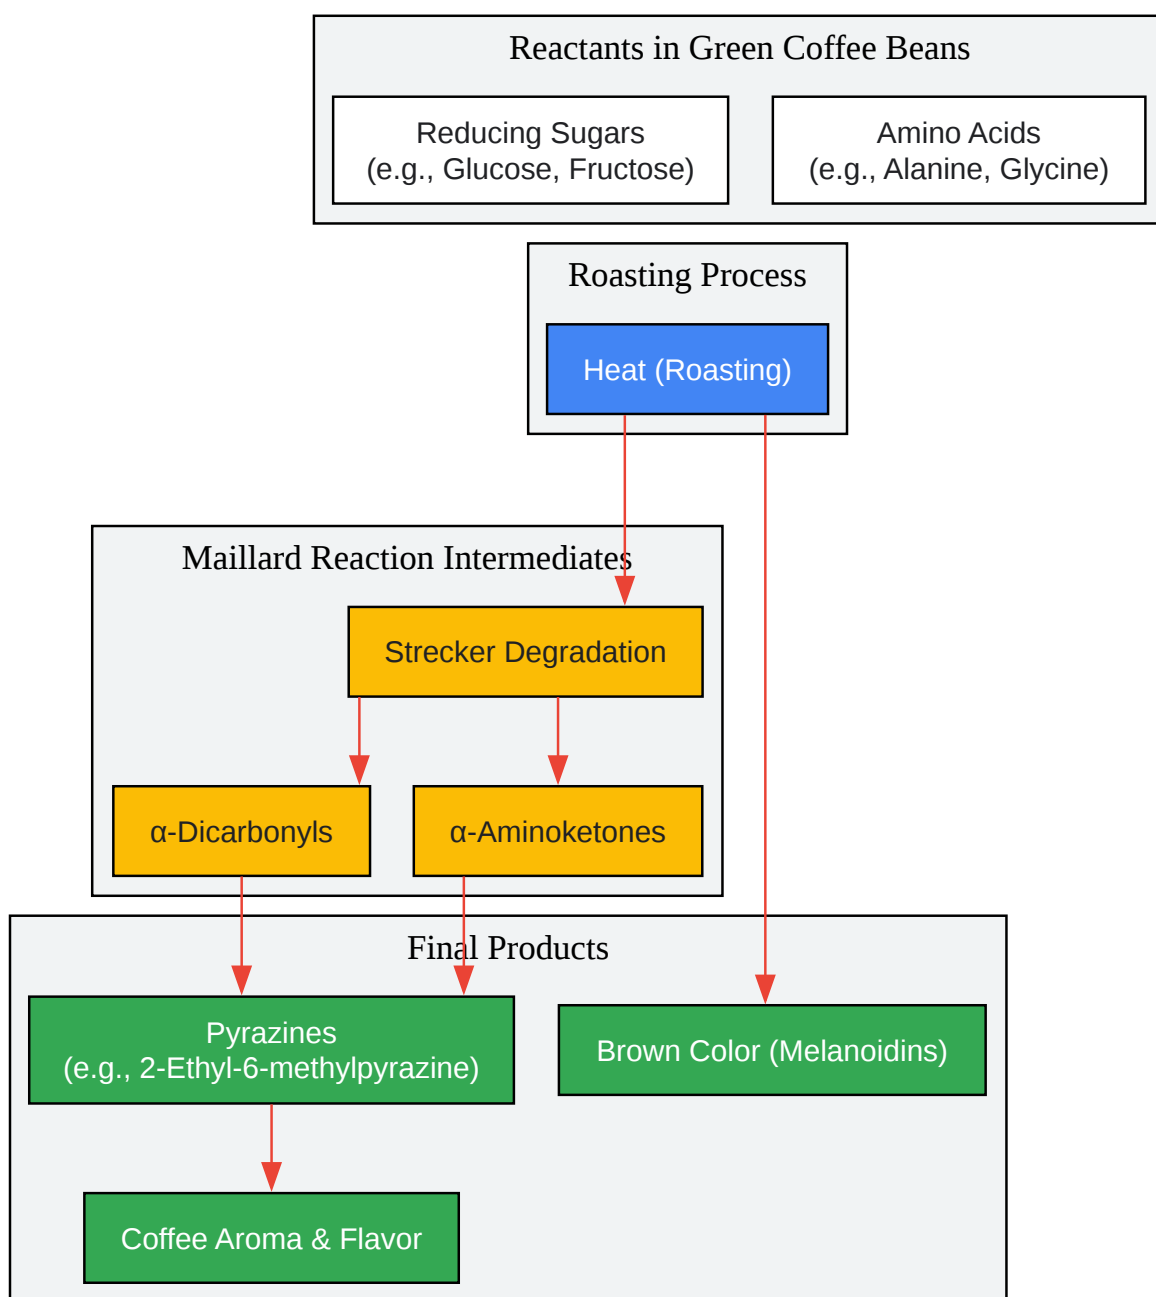 Reactants in Green Coffee Beans
Reducing Sugars
(e.g., Glucose, Fructose)
Amino Acids
(e.g., Alanine, Glycine)
Roasting Process
Heat (Roasting)
Maillard Reaction Intermediates
Strecker Degradation
α-Dicarbonyls
α-Aminoketones
Final Products
Pyrazines
(e.g., 2-Ethyl-6-methylpyrazine)
Brown Color (Melanoidins)
Coffee Aroma & Flavor